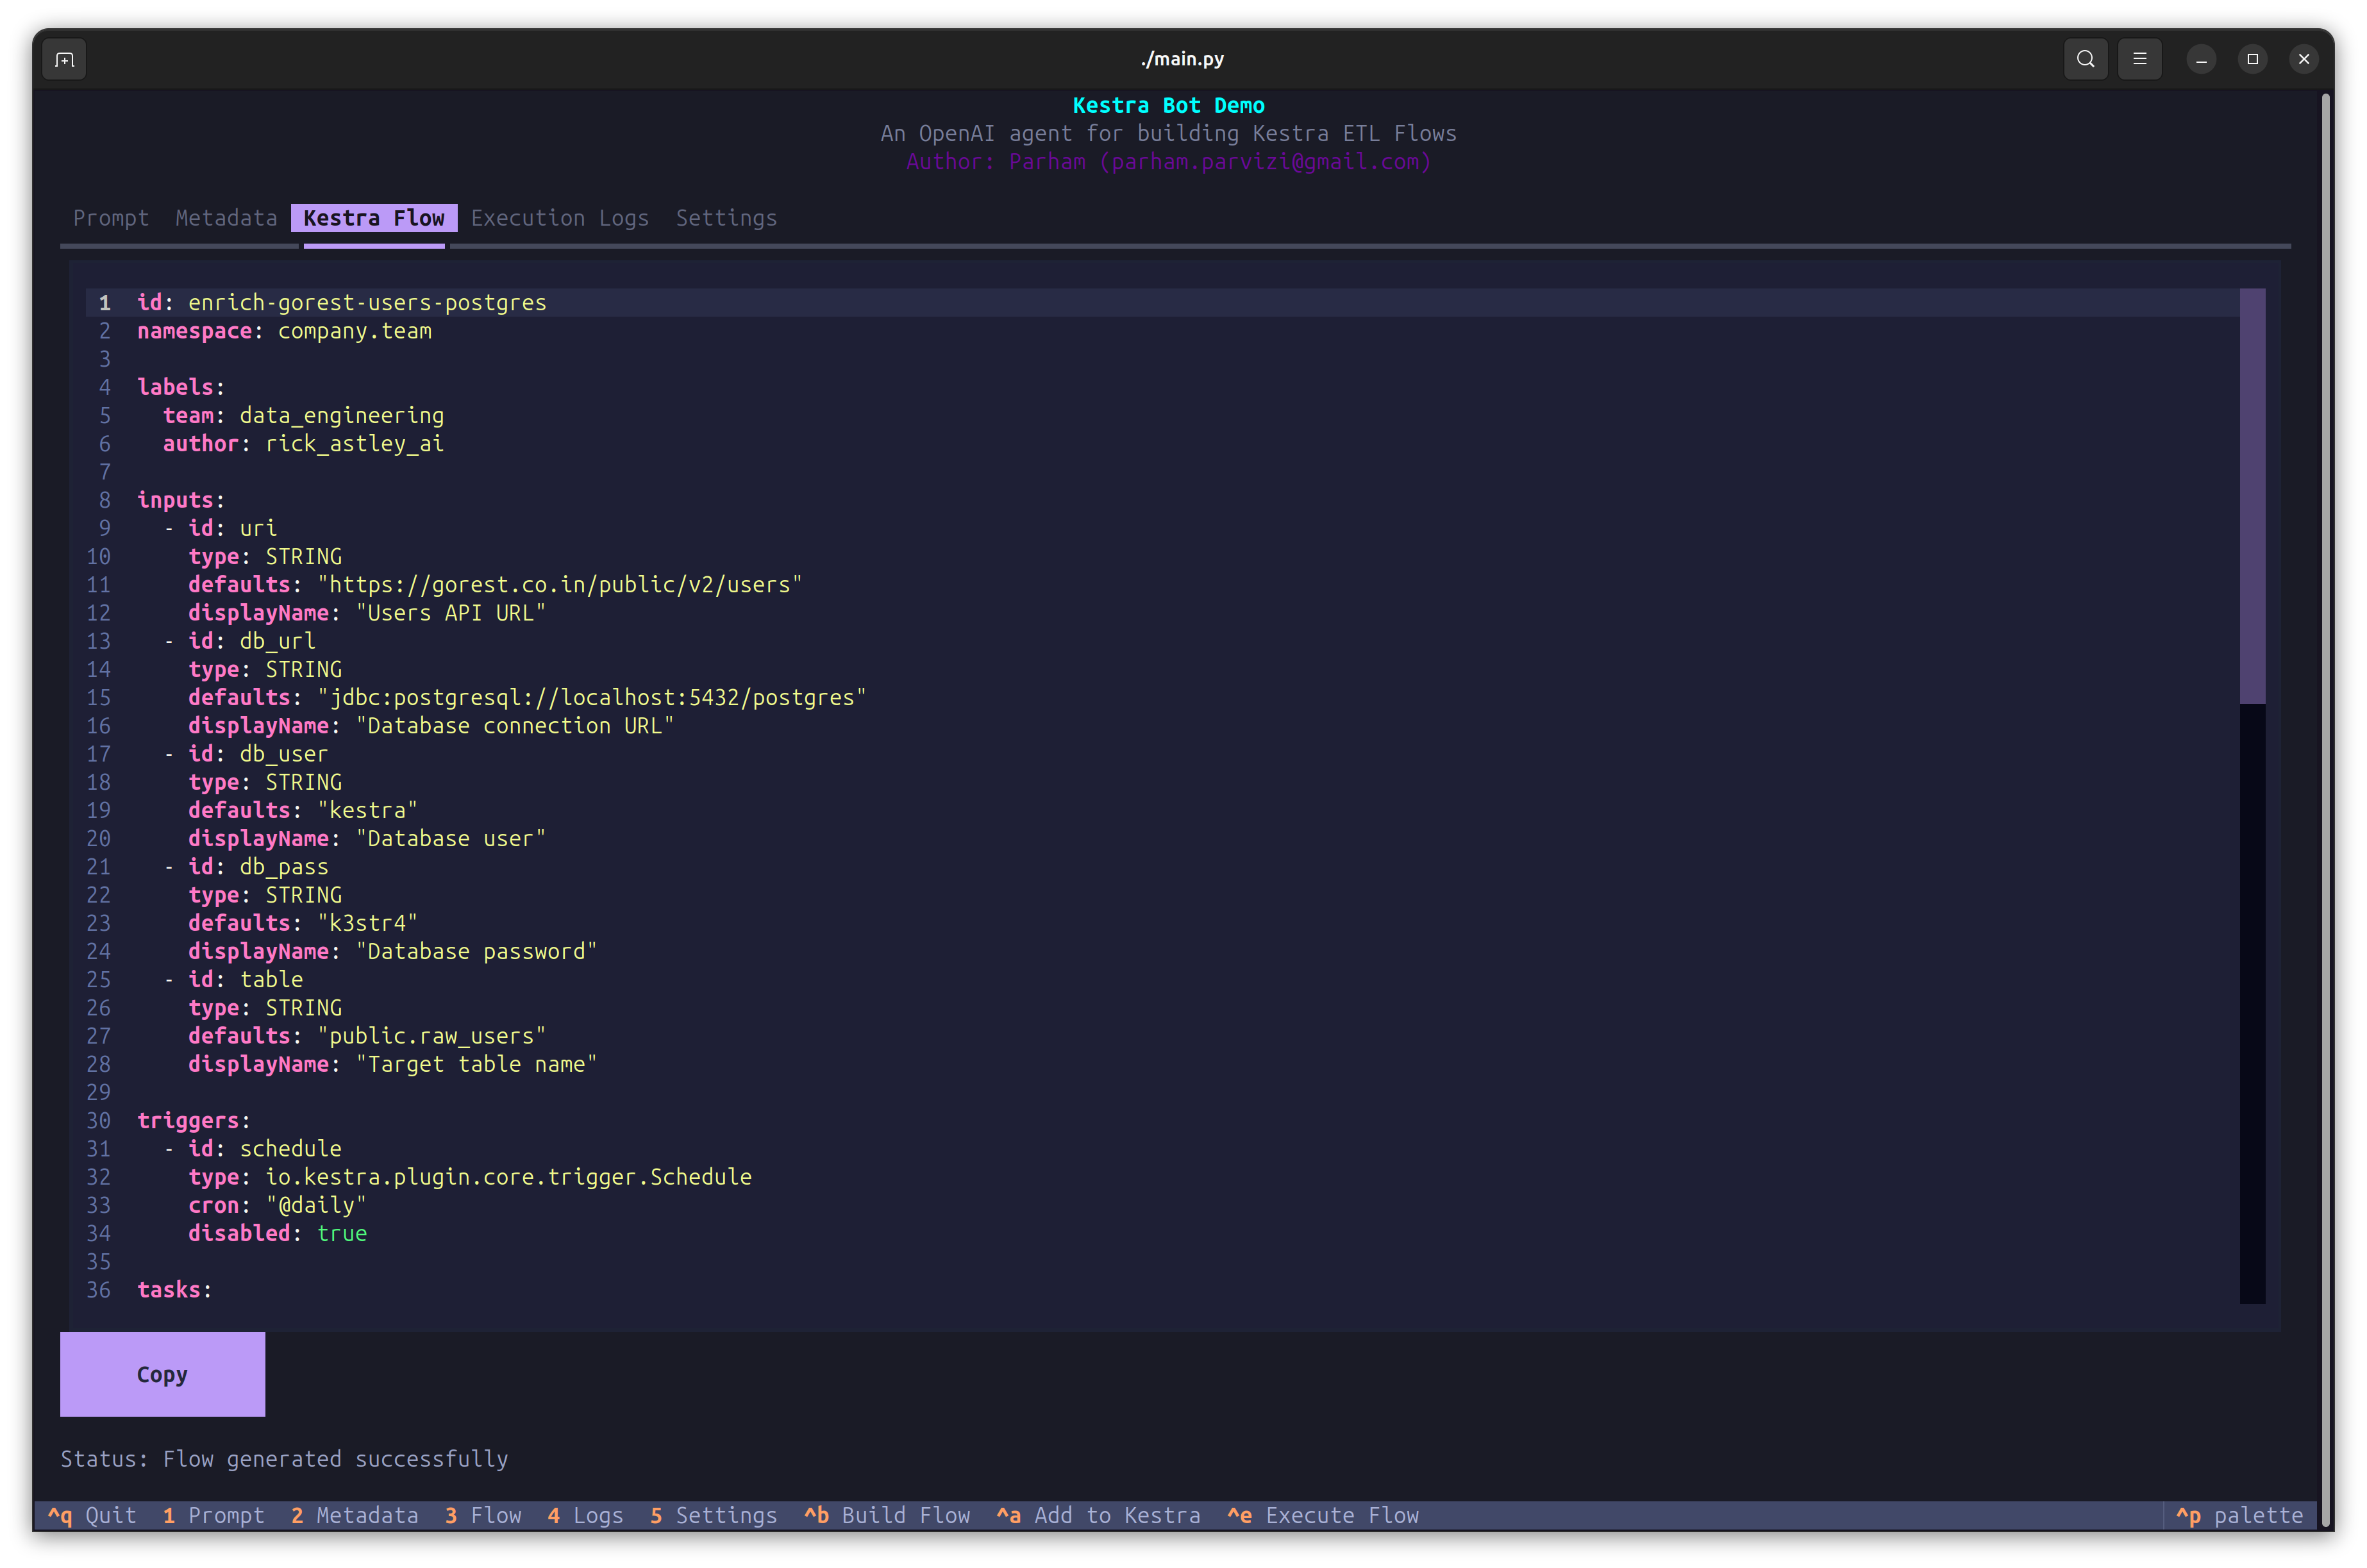 ./main.py
Kestra Bot Demo
An OpenAI agent for building Kestra ETL Flows
Author: Parham (parham.parvizi@gmail.com)
Prompt  Metadata  Kestra Flow  Execution Logs  Settings
1  id: enrich-gorest-users-postgres
2  namespace: company.team
3
4  labels:
5    team: data_engineering
6    author: rick_astley_ai
7
8  inputs:
9    - id: uri
10      type: STRING
11      defaults: "https://gorest.co.in/public/v2/users"
12      displayName: "Users API URL"
13    - id: db_url
14      type: STRING
15      defaults: "jdbc:postgresql://localhost:5432/postgres"
16      displayName: "Database connection URL"
17    - id: db_user
18      type: STRING
19      defaults: "kestra"
20      displayName: "Database user"
21    - id: db_pass
22      type: STRING
23      defaults: "k3str4"
24      displayName: "Database password"
25    - id: table
26      type: STRING
27      defaults: "public.raw_users"
28      displayName: "Target table name"
29
30  triggers:
31    - id: schedule
32      type: io.kestra.plugin.core.trigger.Schedule
33      cron: "@daily"
34      disabled: true
35
36  tasks:
Copy
Status: Flow generated successfully
^q Quit  1 Prompt  2 Metadata  3 Flow  4 Logs  5 Settings  ^b Build Flow  ^a Add to Kestra  ^e Execute Flow  ^p palette